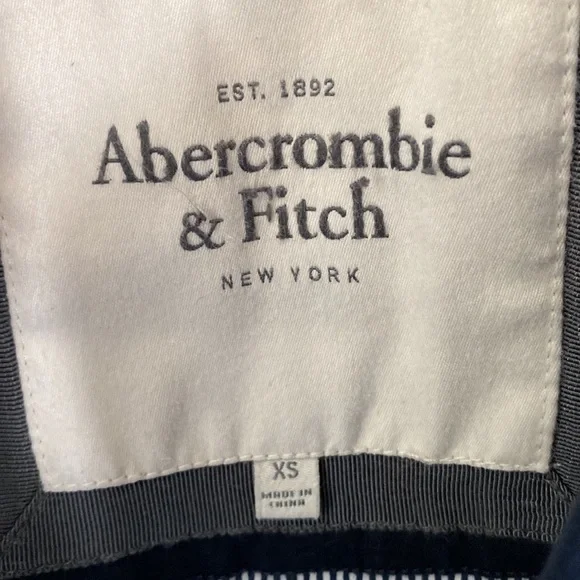 EST. 1892
Abercrombie
& Fitch
NEW YORK
XS
MADE IN
CHINA